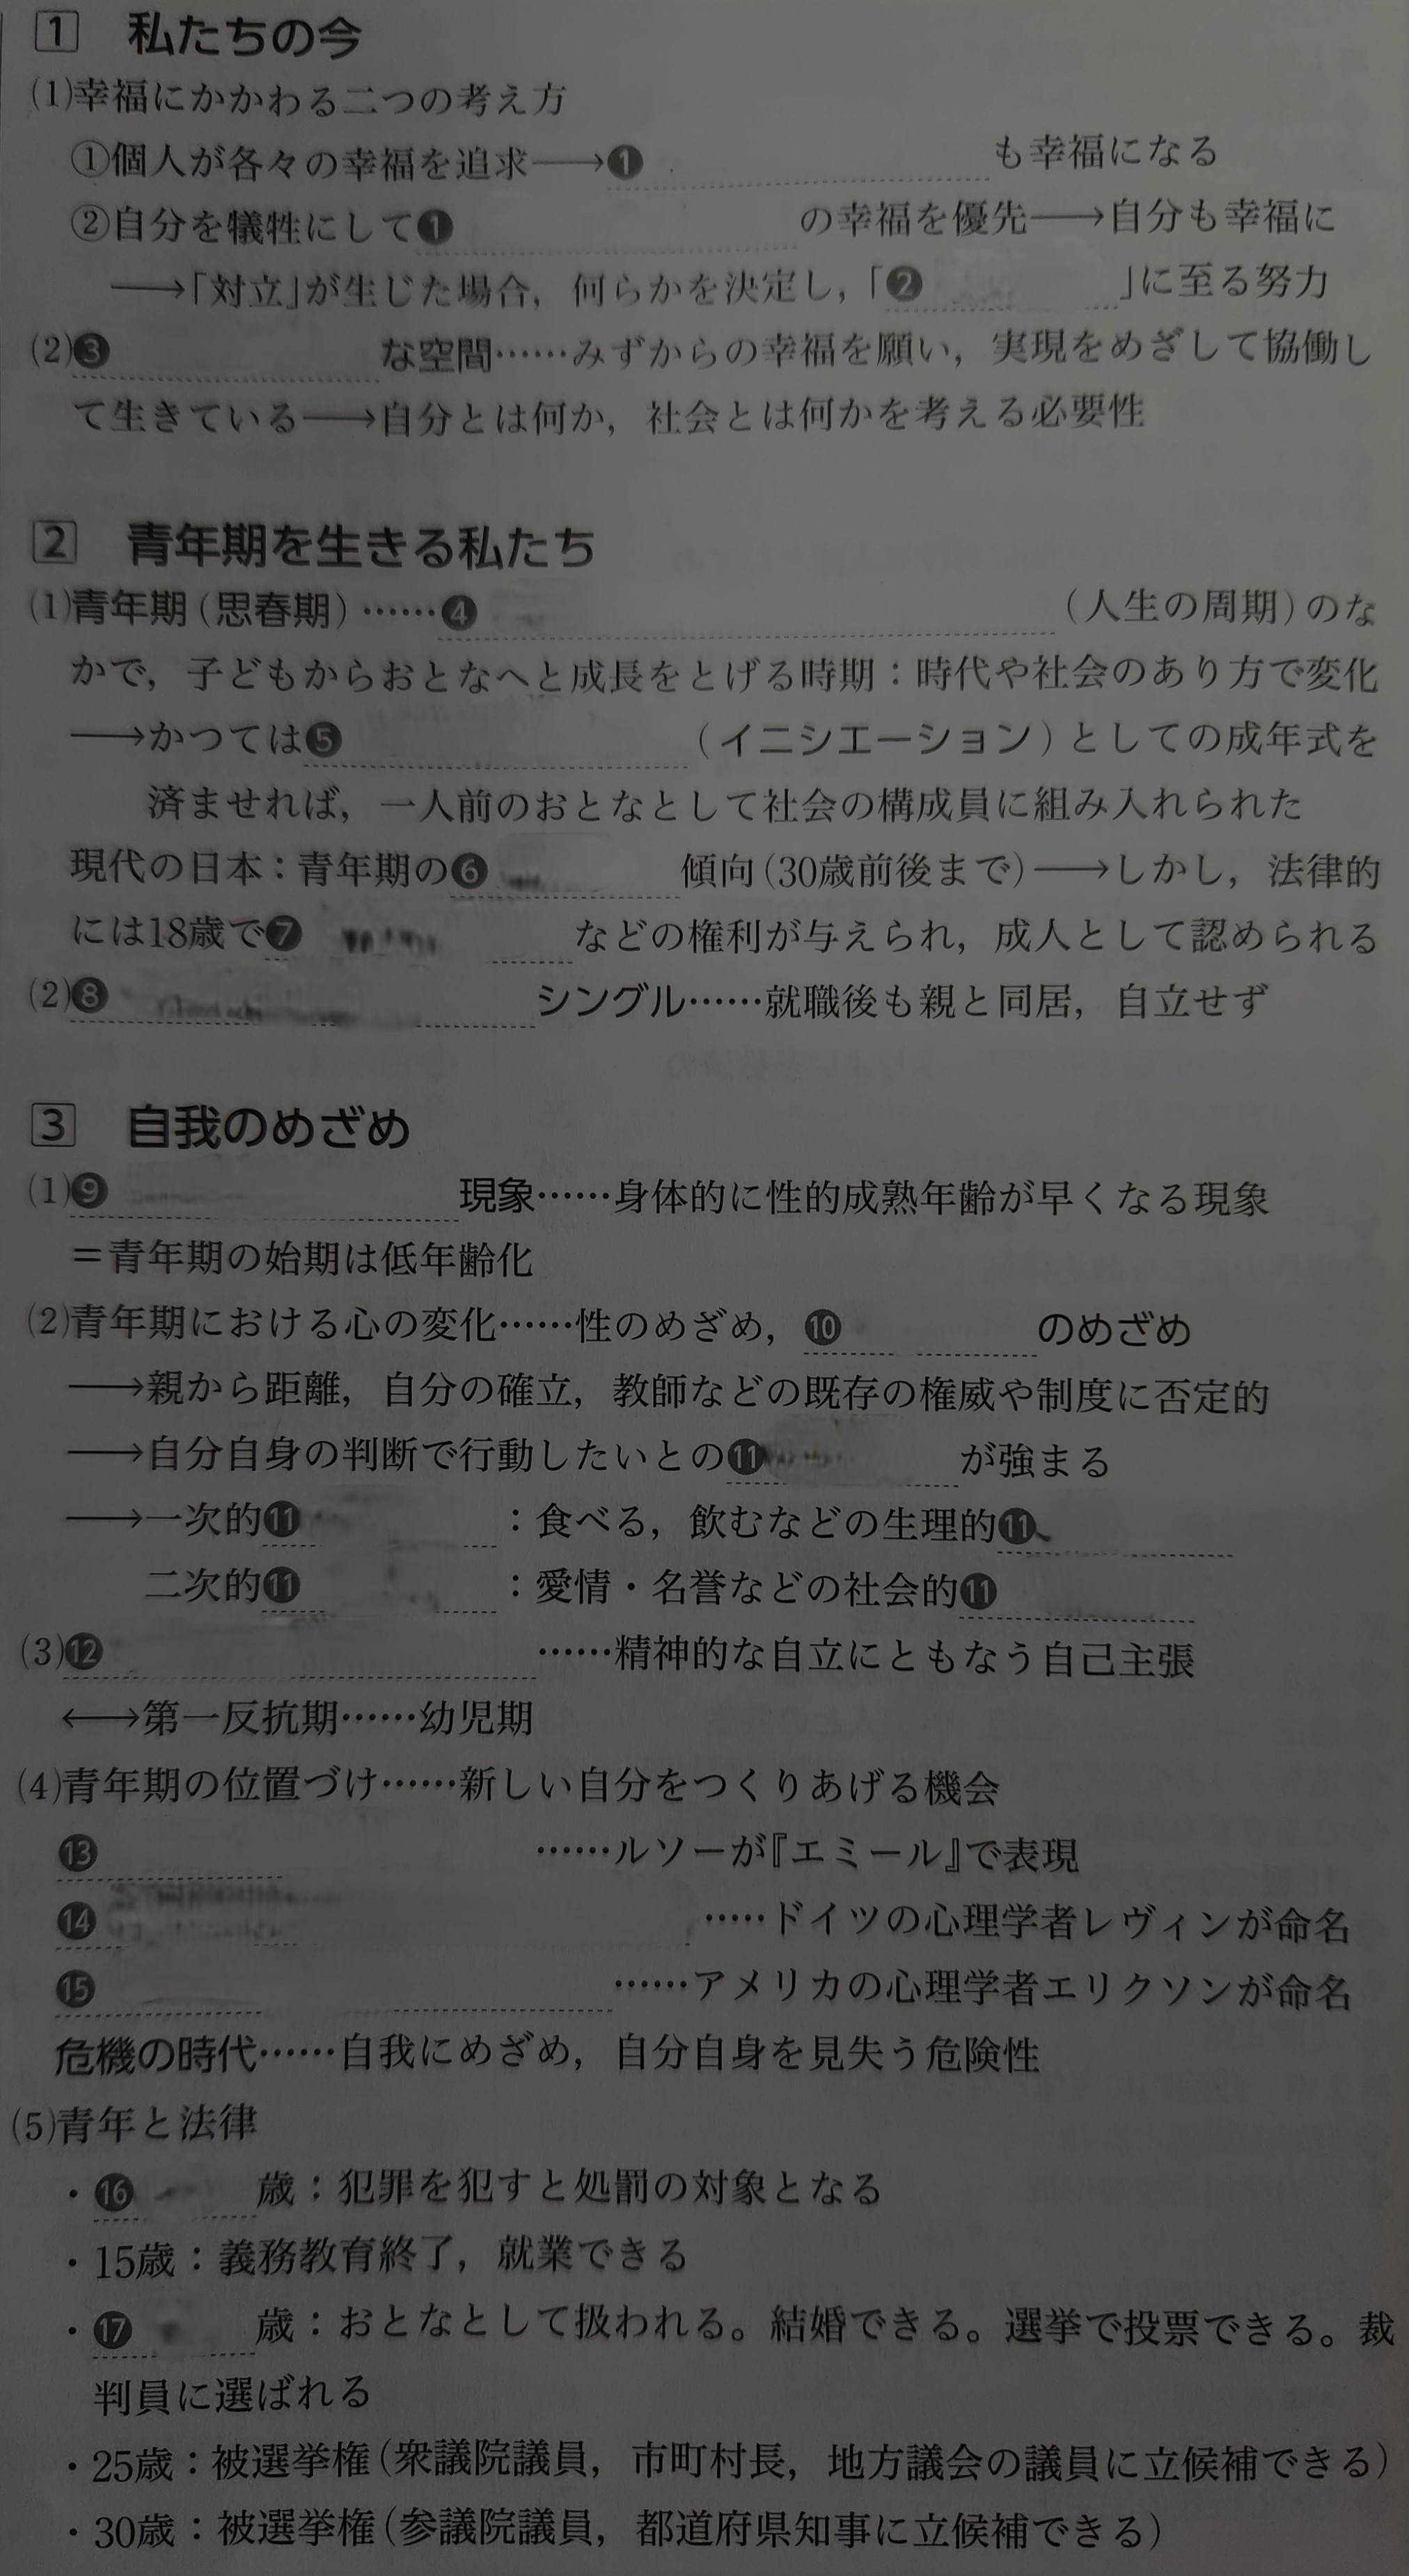 1 私たちの今
(1)幸福にかかわる二つの考え方
①個人が各々の幸福を追求⟶❶ も幸福になる
②自分を犠牲にして❶ の幸福を優先⟶自分も幸福に
⟶「対立」が生じた場合，何らかを決定し，「❷ 」に至る努力
(2)❸ な空間……みずからの幸福を願い，実現をめざして協働し
て生きている⟶自分とは何か，社会とは何かを考える必要性
2 青年期を生きる私たち
(1)青年期(思春期)……❹ (人生の周期)のな
かで，子どもからおとなへと成長をとげる時期：時代や社会のあり方で変化
⟶かつては❺ (イニシエーション)としての成年式を
済ませれば，一人前のおとなとして社会の構成員に組み入れられた
現代の日本：青年期の❻ 傾向(30歳前後まで)⟶しかし，法律的
には18歳で❼ などの権利が与えられ，成人として認められる
(2)❽ シングル……就職後も親と同居，自立せず
3 自我のめざめ
(1)❾ 現象……身体的に性的成熟年齢が早くなる現象
＝青年期の始期は低年齢化
(2)青年期における心の変化……性のめざめ，❿ のめざめ
⟶親から距離，自分の確立，教師などの既存の権威や制度に否定的
⟶自分自身の判断で行動したいとの⓫ が強まる
⟶一次的⓫ ：食べる，飲むなどの生理的⓫
二次的⓫ ：愛情・名誉などの社会的⓫
(3)⓬ ……精神的な自立にともなう自己主張
⟷第一反抗期……幼児期
(4)青年期の位置づけ……新しい自分をつくりあげる機会
⓭ ……ルソーが『エミール』で表現
⓮ ……ドイツの心理学者レヴィンが命名
⓯ ……アメリカの心理学者エリクソンが命名
危機の時代……自我にめざめ，自分自身を見失う危険性
(5)青年と法律
・⓰ 歳：犯罪を犯すと処罰の対象となる
・15歳：義務教育終了，就業できる
・⓱ 歳：おとなとして扱われる。結婚できる。選挙で投票できる。裁
判員に選ばれる
・25歳：被選挙権(衆議院議員，市町村長，地方議会の議員に立候補できる)
・30歳：被選挙権(参議院議員，都道府県知事に立候補できる)